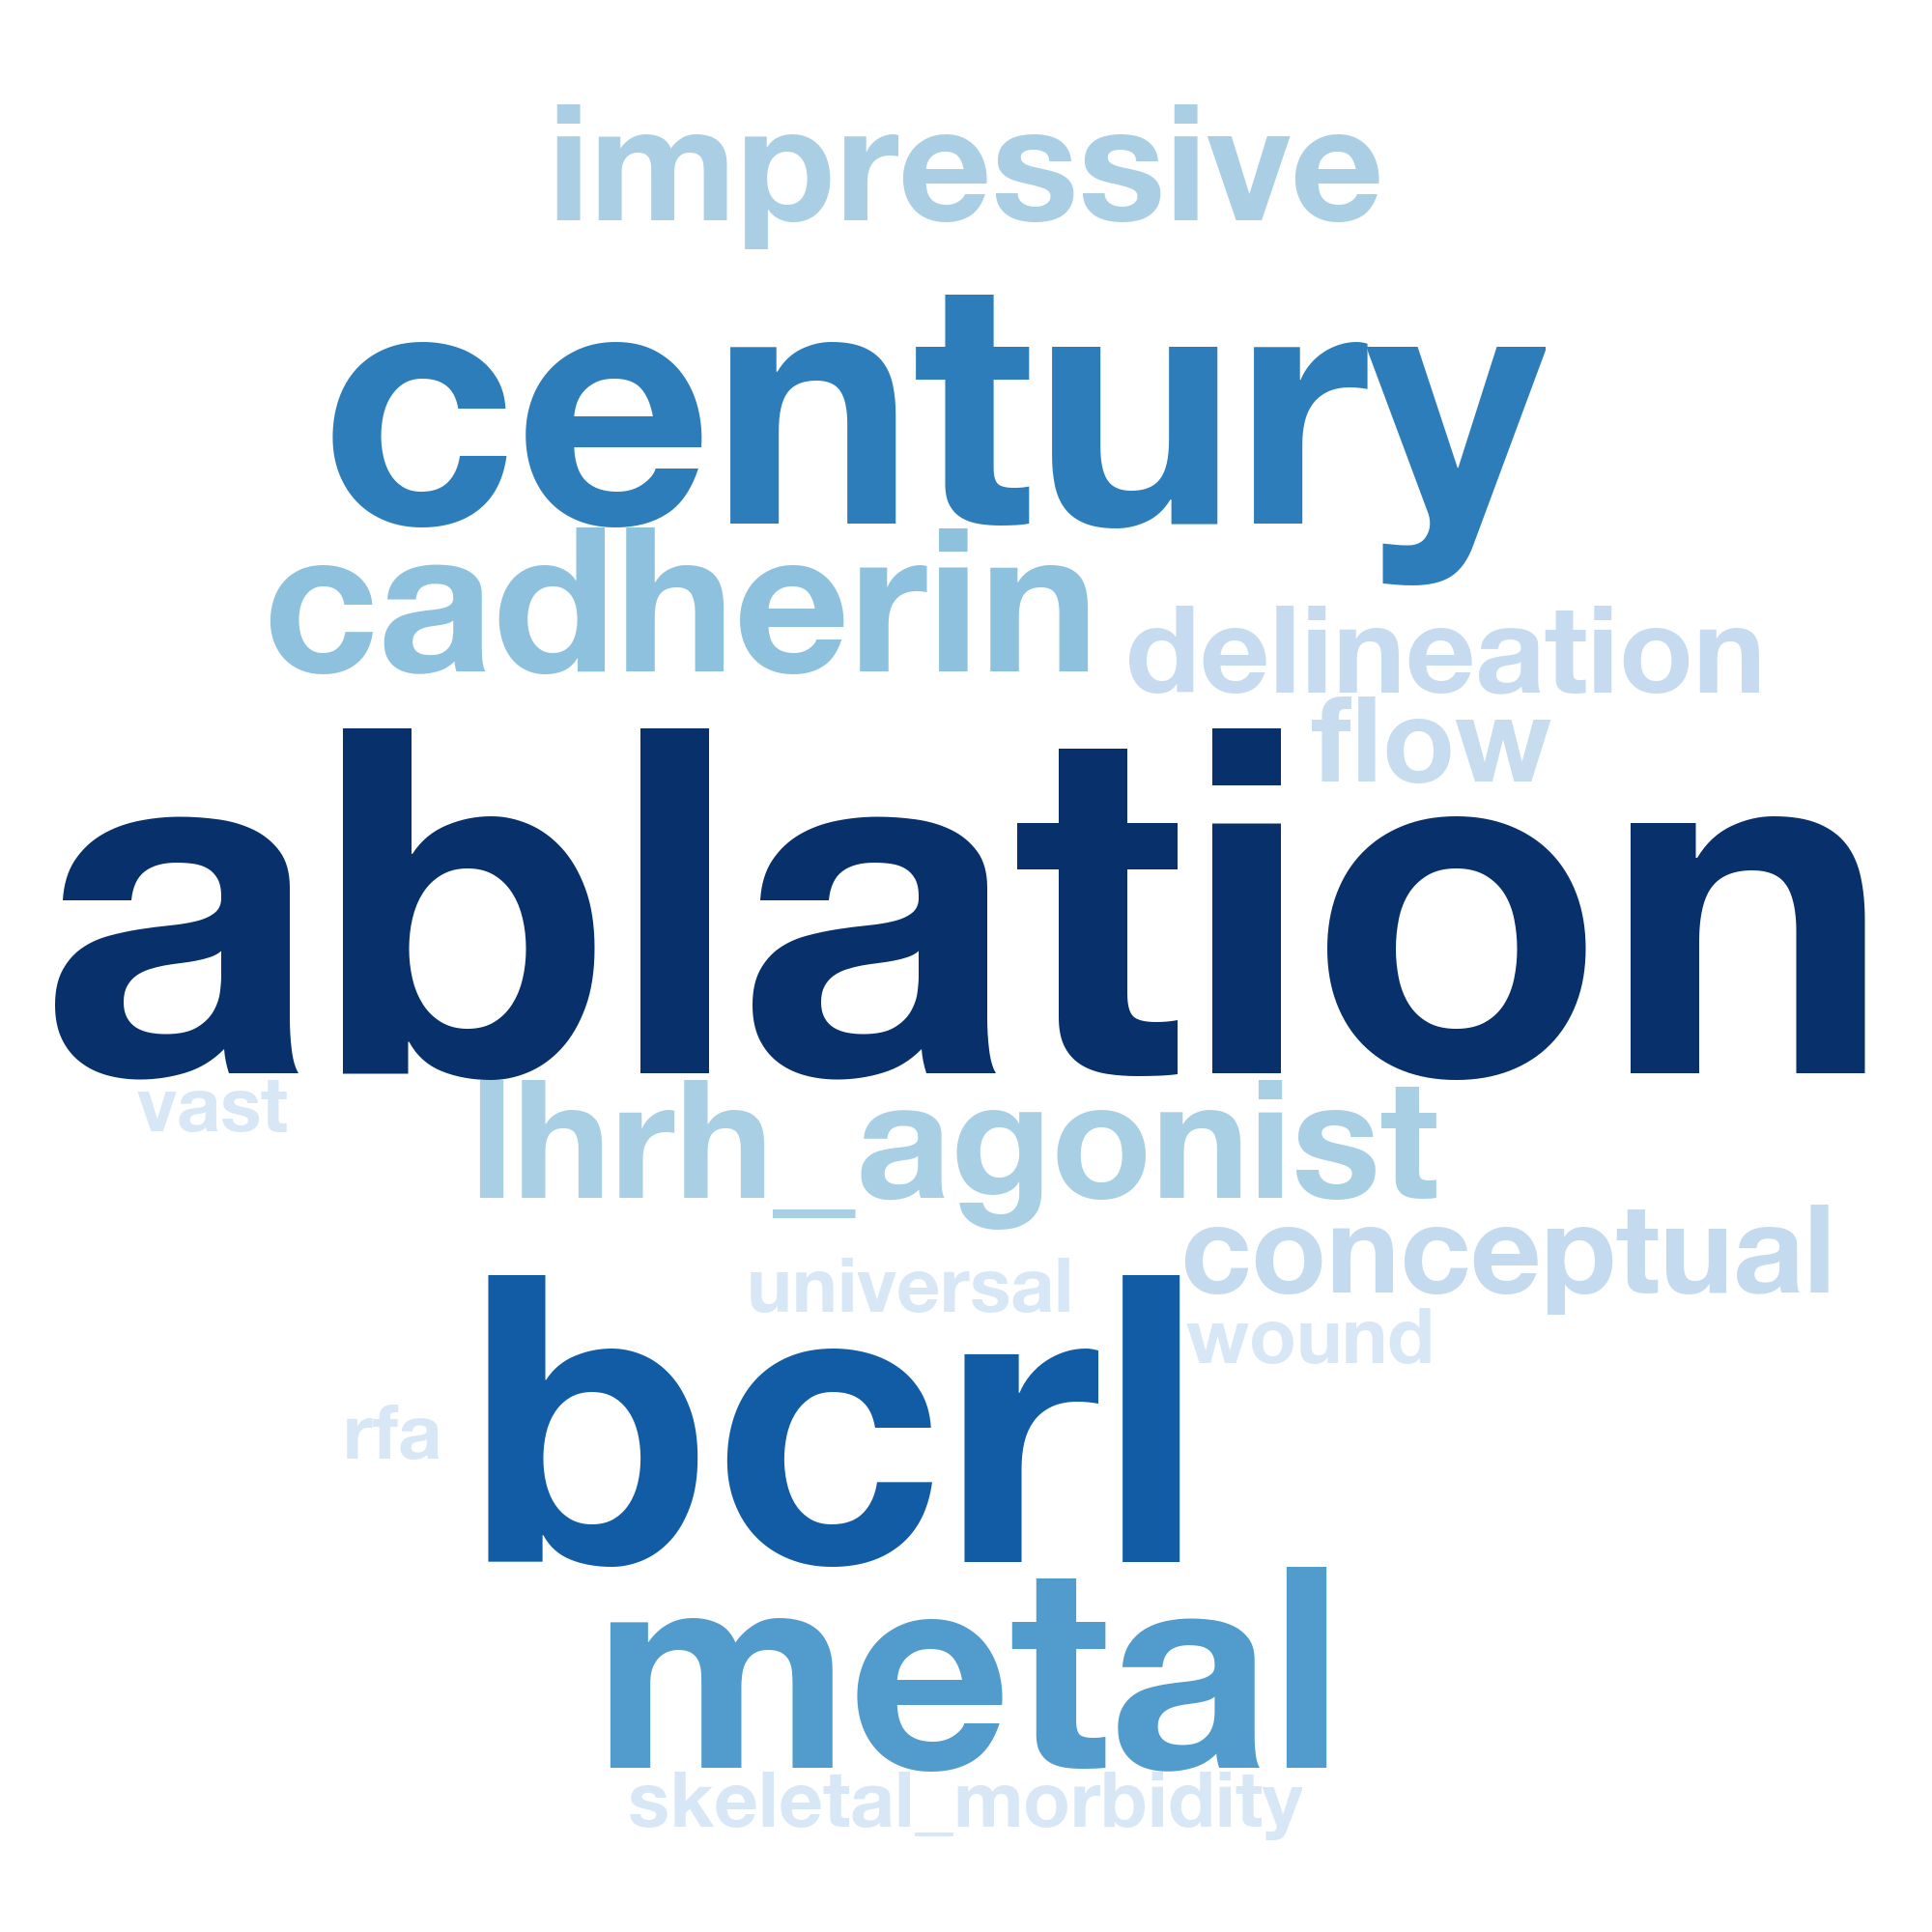 impressive
century
cadherin
delineation
flow
ablation
vast
lhrh_agonist
conceptual
universal
wound
bcrl
rfa
metal
skeletal_morbidity